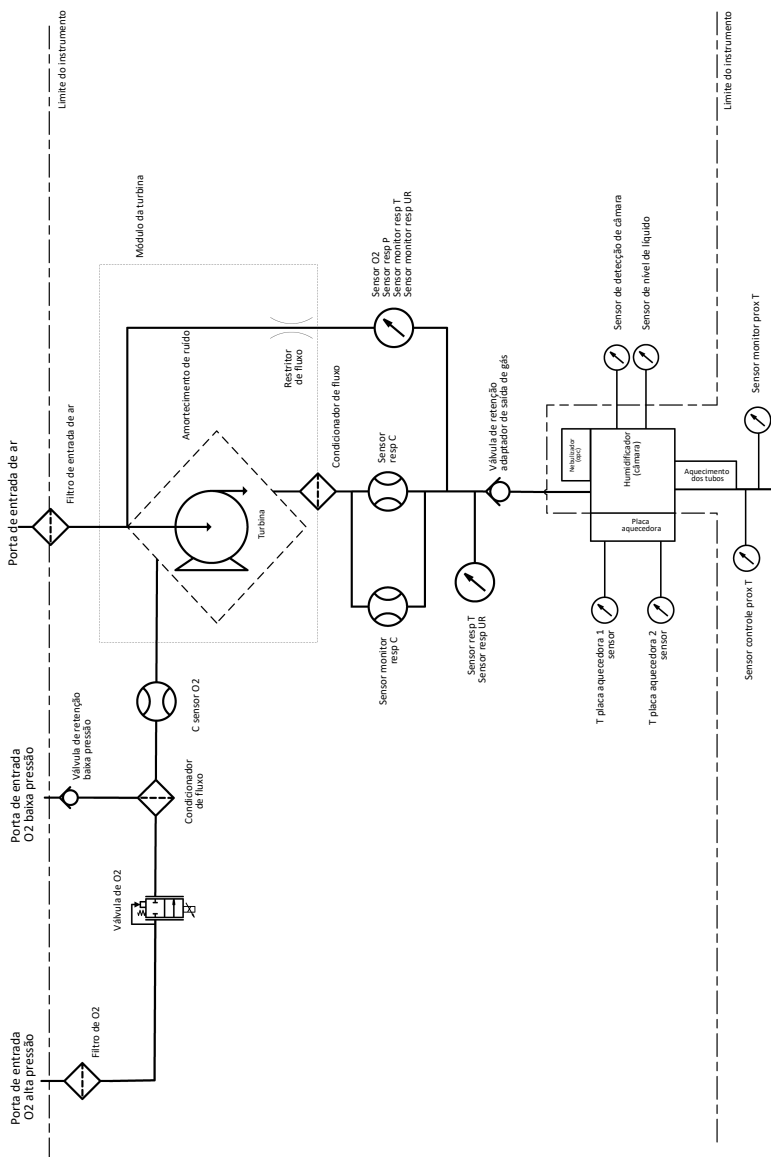 Porta de entrada
O2 alta pressão
Filtro de O2
Válvula de O2
Porta de entrada
O2 baixa pressão
Válvula de retenção
baixa pressão
Condicionador
de fluxo
C sensor O2
Porta de entrada de ar
Filtro de entrada de ar
Limite do instrumento
Módulo da turbina
Amortecimento de ruído
Turbina
Restritor
de fluxo
Condicionador de fluxo
Sensor O2
Sensor resp P
Sensor monitor resp T
Sensor monitor resp UR
Sensor
resp C
Sensor monitor
resp C
Sensor resp T
Sensor resp UR
Válvula de retenção
adaptador de saída de gás
Nebulizador
(opc)
Humidificador
(câmara)
Placa
aquecedora
Sensor de detecção de câmara
Sensor de nível de líquido
T placa aquecedora 1
sensor
T placa aquecedora 2
sensor
Aquecimento
dos tubos
Limite do instrumento
Sensor monitor prox T
Sensor controle prox T